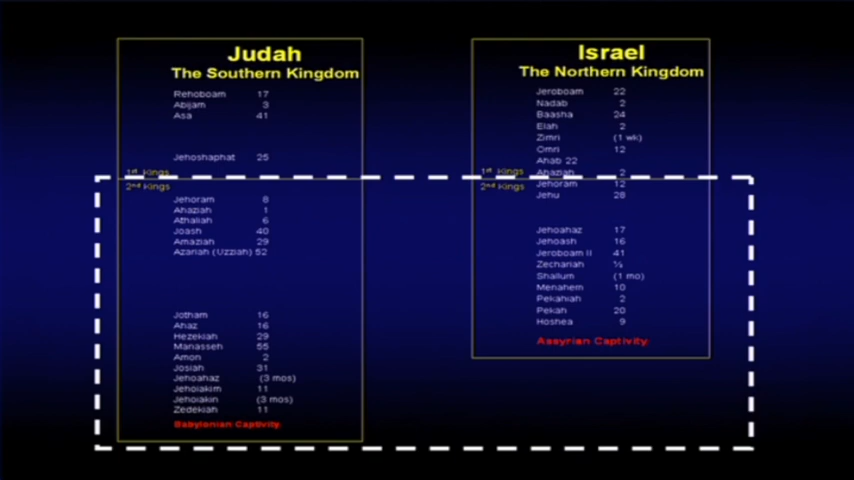 Judah
The Southern Kingdom
Rehoboam 17
Abijam 3
Asa 41
Jehoshaphat 25
1st Kings
2nd Kings
Jehoram 8
Ahaziah 1
Athaliah 6
Joash 40
Amaziah 29
Azariah (Uzziah) 52
Jotham 16
Ahaz 16
Hezekiah 29
Manasseh 55
Amon 2
Josiah 31
Jehoahaz (3 mos)
Jehoiakim 11
Jehoiakin (3 mos)
Zedekiah 11
Babylonian Captivity
Israel
The Northern Kingdom
Jeroboam 22
Nadab 2
Baasha 24
Elah 2
Zimri (1 wk)
Omri 12
Ahab 22
1st Kings
Ahaziah 2
2nd Kings
Jehoram 12
Jehu 28
Jehoahaz 17
Jehoash 16
Jeroboam II 41
Zechariah ½
Shallum (1 mo)
Menahem 10
Pekahiah 2
Pekah 20
Hoshea 9
Assyrian Captivity